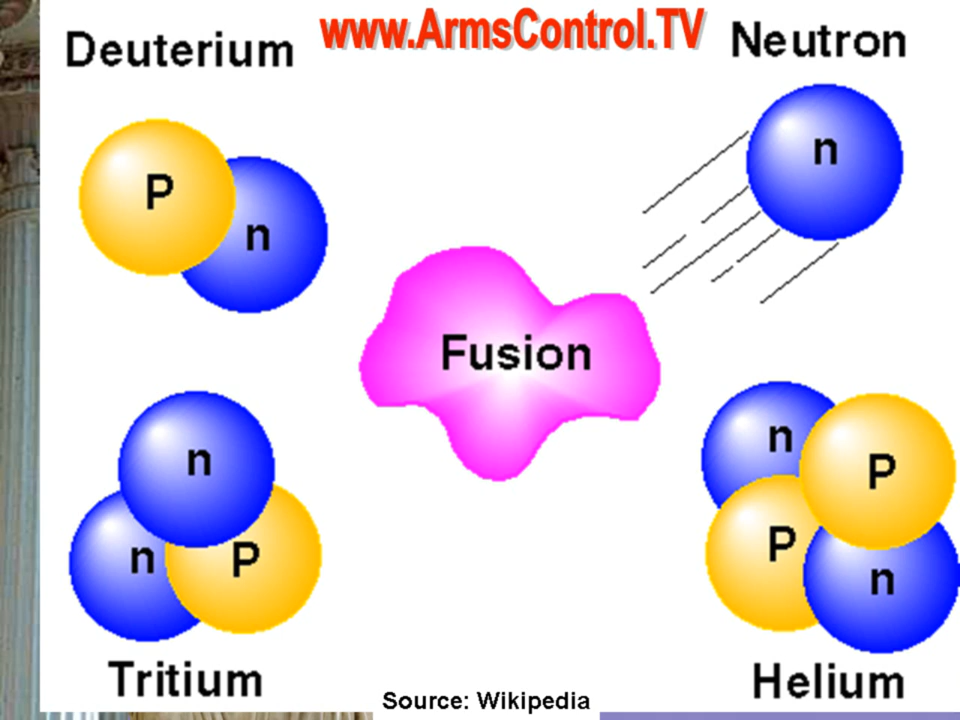 www.ArmsControl.TV
Deuterium
Neutron
P
n
n
Fusion
n
n
P
n
P
P
n
Tritium
Helium
Source: Wikipedia